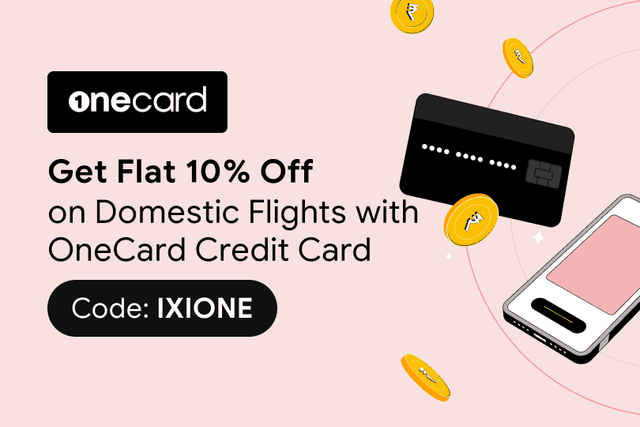 onecard
Get Flat 10% Off
on Domestic Flights with
OneCard Credit Card
Code: IXIONE